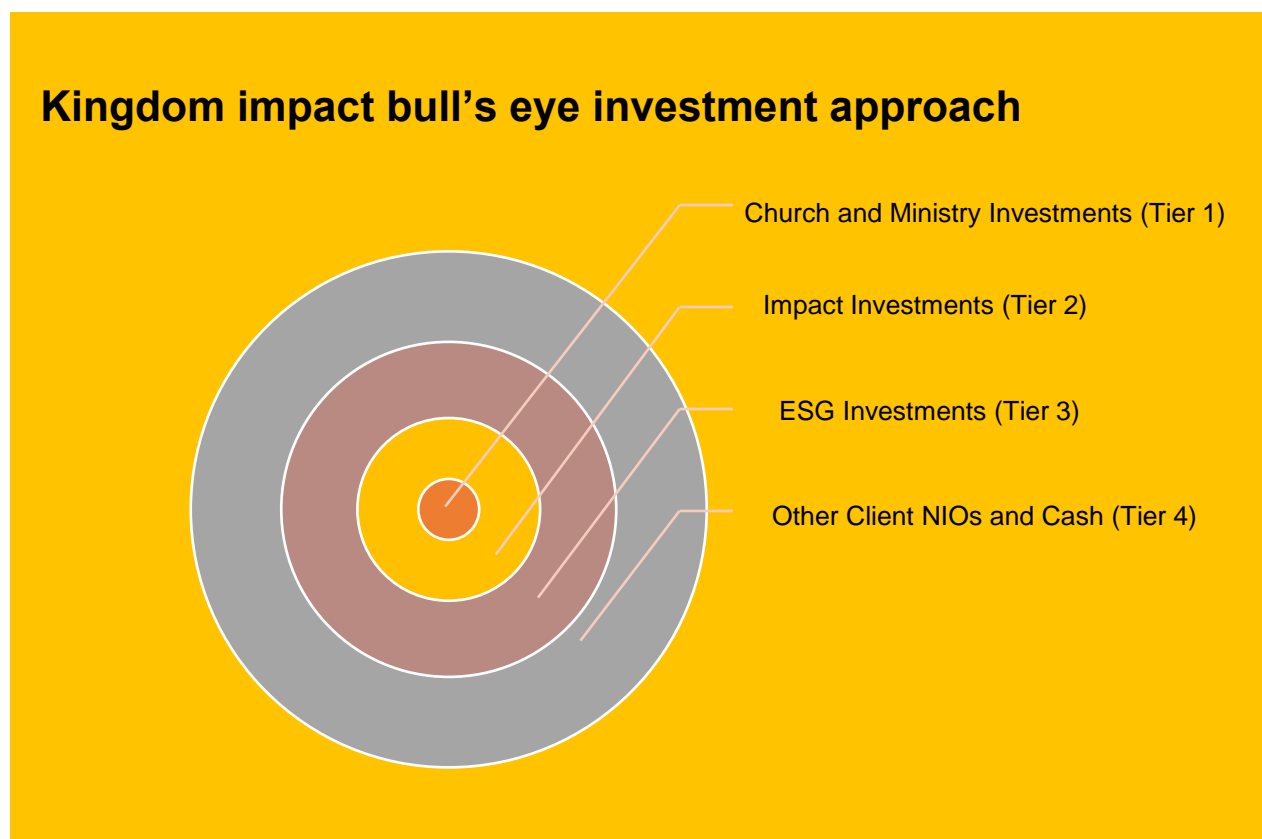 Kingdom impact bull’s eye investment approach
Church and Ministry Investments (Tier 1)
Impact Investments (Tier 2)
ESG Investments (Tier 3)
Other Client NIOs and Cash (Tier 4)